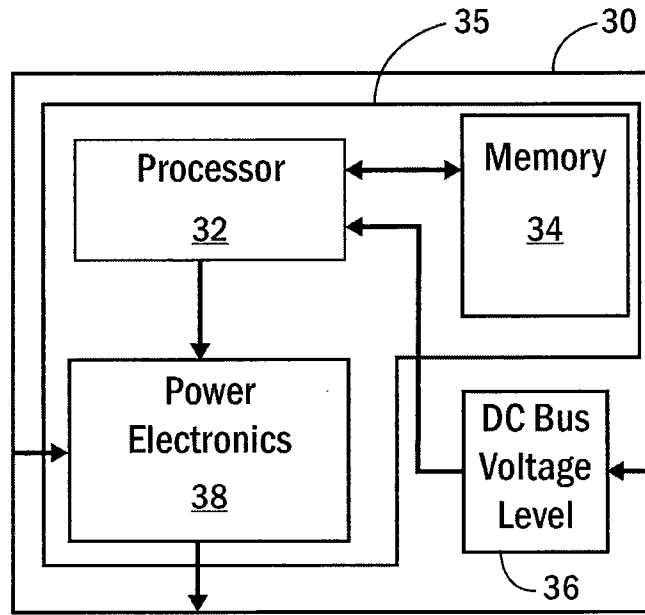 35
30
Processor
32
Memory
34
Power
Electronics
38
DC Bus
Voltage
Level
36